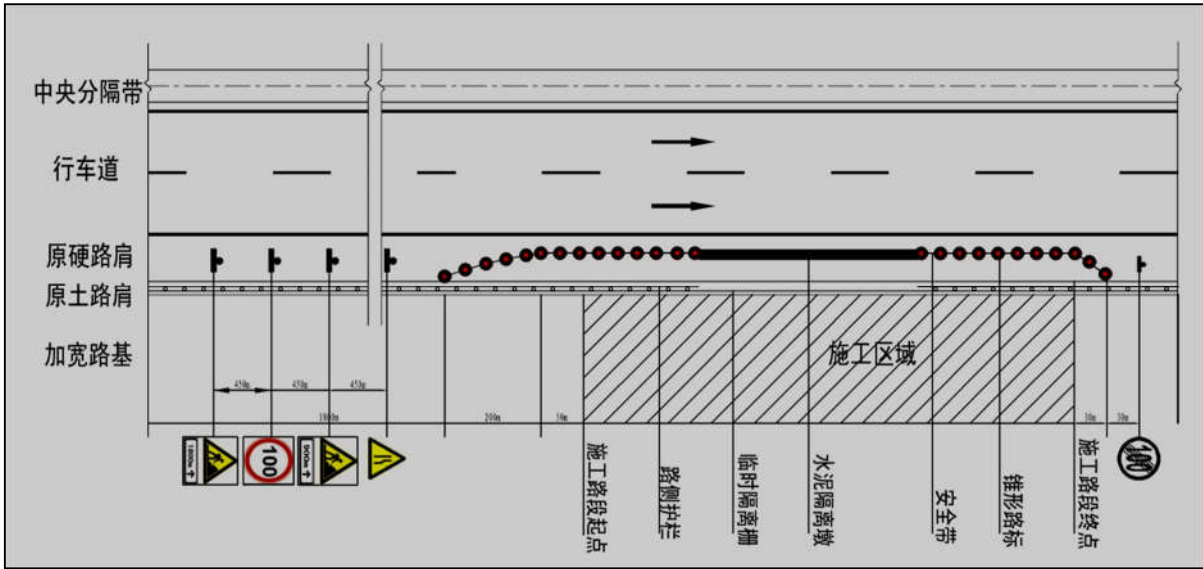 中央分隔带
行车道
原硬路肩
原土路肩
加宽路基
施工区域
450m
450m
450m
1800m
200m
50m
30m
30m
1800m
100
900m
100
施工路段起点
路侧护栏
临时隔离栅
水泥隔离墩
安全带
锥形路标
施工路段终点